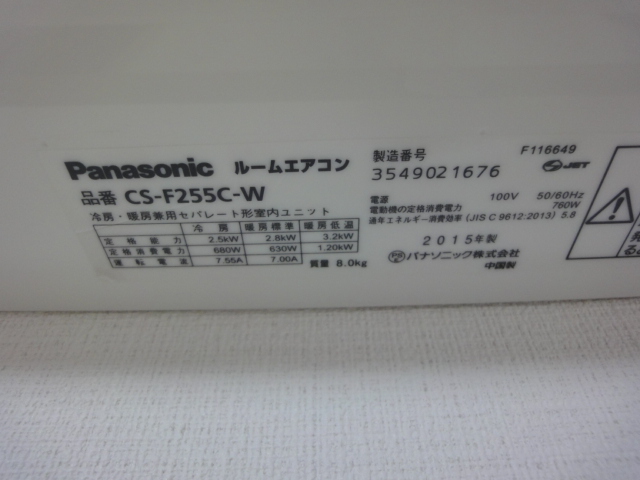 Panasonic ルームエアコン
品番 CS-F255C-W
冷房・暖房兼用セパレート形室内ユニット
冷房 暖房標準 暖房低温
定格能力 2.5kW 2.8kW 3.2kW
定格消費電力 680W 630W 1.20kW
運転電流 7.55A 7.00A
質量 8.0kg
製造番号 F116649
3549021676 JET
電源 100V 50/60Hz
電動機の定格消費電力 760W
通年エネルギー消費効率 (JIS C 9612:2013) 5.8
2015年製
PS パナソニック株式会社
中国製